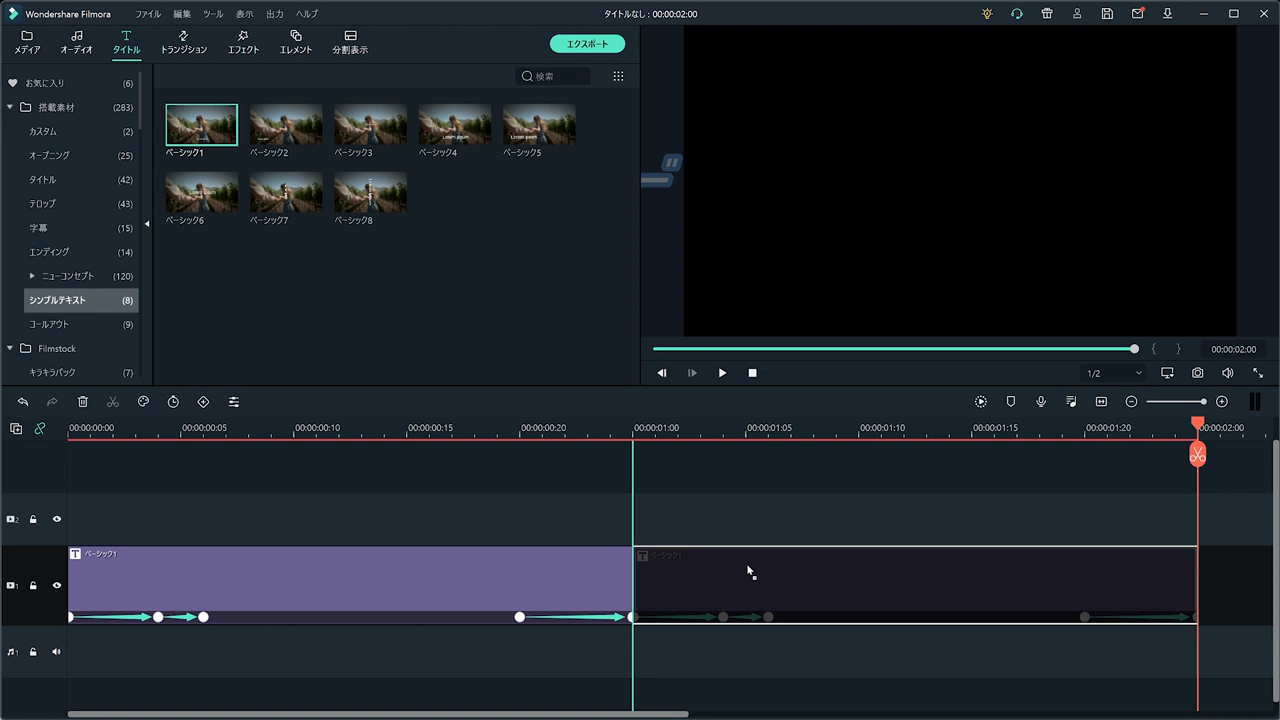 Wondershare Filmora ファイル 編集 ツール 表示 出力 ヘルプ タイトルなし : 00:00:02:00
メディア オーディオ タイトル トランジション エフェクト エレメント 分割表示 エクスポート
検索
お気に入り (6)
搭載素材 (283)
カスタム (2)
オープニング (25)
タイトル (42)
テロップ (43)
字幕 (15)
エンディング (14)
ニューコンセプト (120)
シンプルテキスト (8)
コールアウト (9)
Filmstock
キラキラパック (7)
ベーシック1 ベーシック2 ベーシック3 ベーシック4 ベーシック5
ベーシック6 ベーシック7 ベーシック8
00:00:02:00
1/2
00:00:00:00 00:00:00:05 00:00:00:10 00:00:00:15 00:00:00:20 00:00:01:00 00:00:01:05 00:00:01:10 00:00:01:15 00:00:01:20 00:00:02:00
2
T ベーシック1 T ベーシック1
1
1